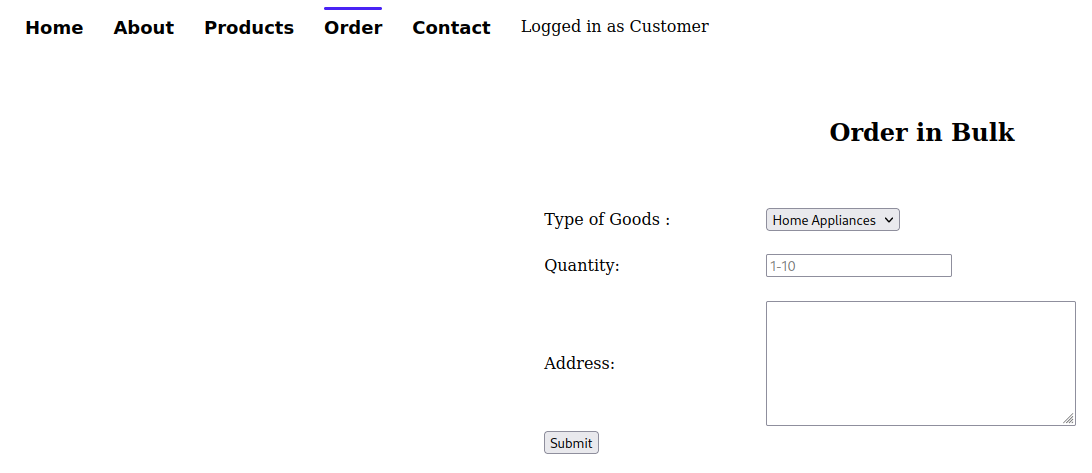 Home About Products Order Contact Logged in as Customer
Order in Bulk
Type of Goods : Home Appliances
Quantity: 1-10
Address:
Submit